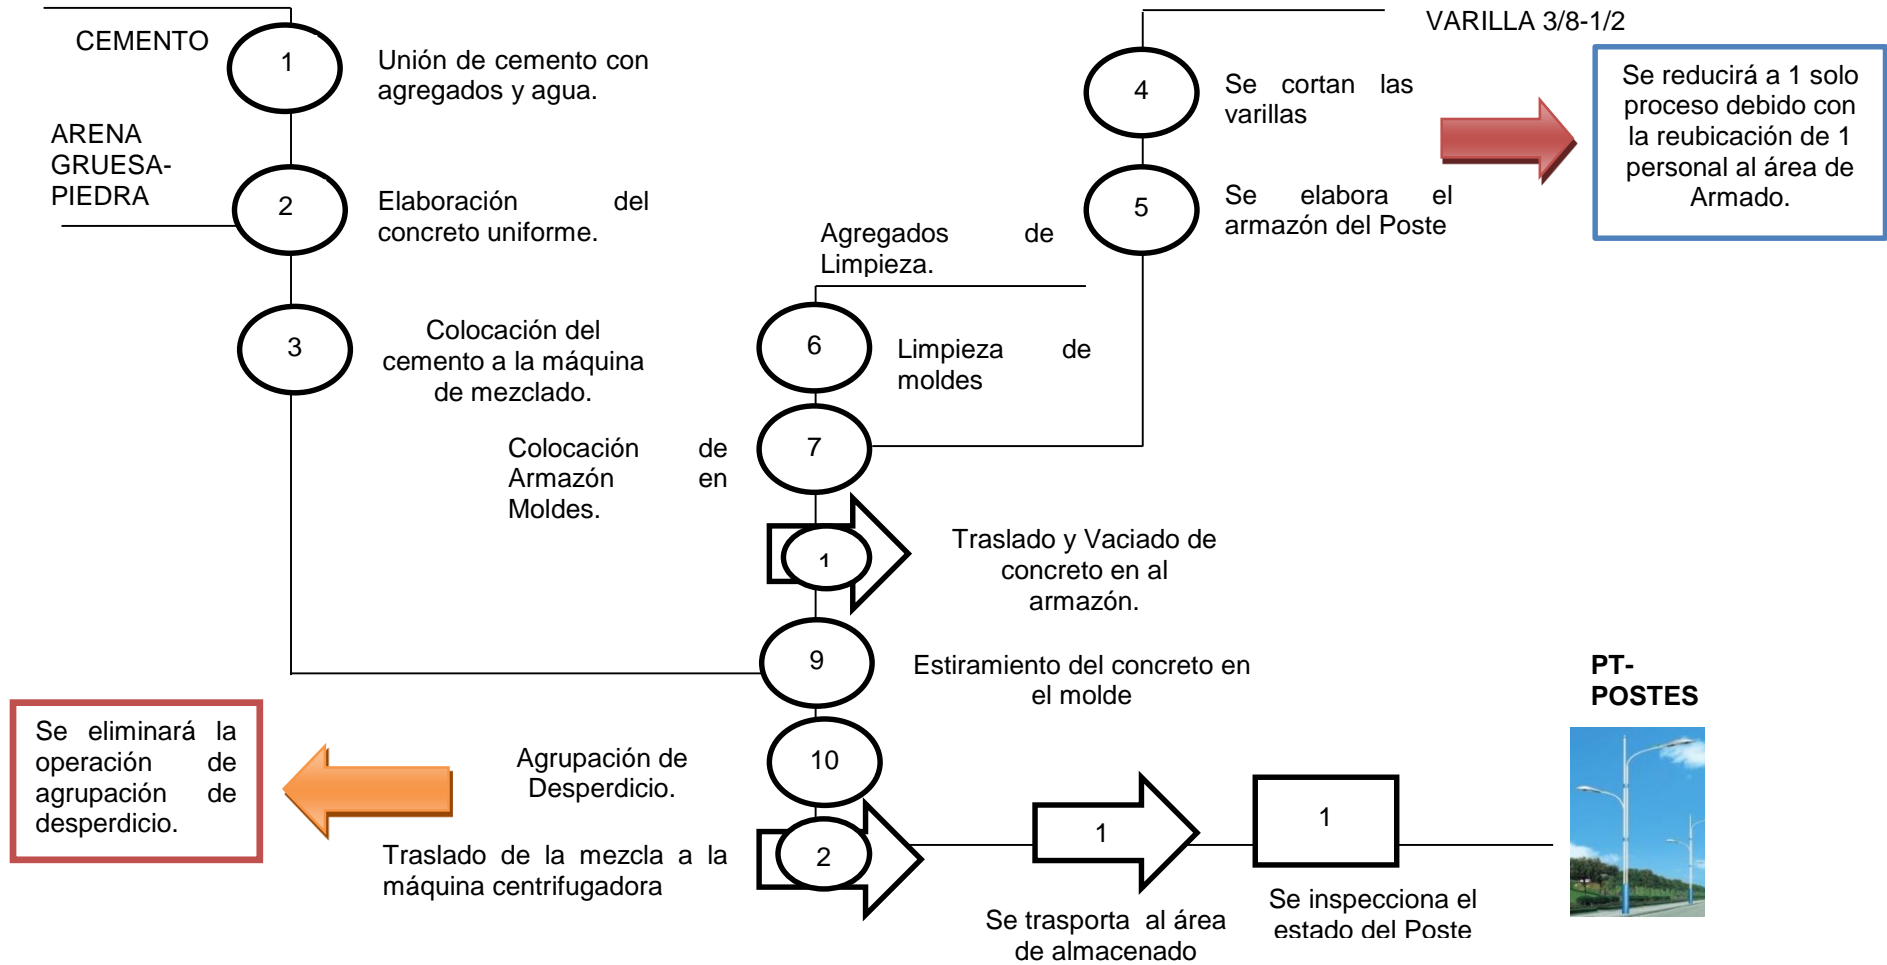 CEMENTO
1
Unión de cemento con
agregados y agua.
ARENA
GRUESA-
PIEDRA
2
Elaboración del
concreto uniforme.
3
Colocación del
cemento a la máquina
de mezclado.
VARILLA 3/8-1/2
4
Se cortan las
varillas
5
Se elabora el
armazón del Poste
Se reducirá a 1 solo
proceso debido con
la reubicación de 1
personal al área de
Armado.
Agregados de
Limpieza.
6
Limpieza de
moldes
7
Colocación de
Armazón en
Moldes.
1
Traslado y Vaciado de
concreto en al
armazón.
9
Estiramiento del concreto en
el molde
10
Agrupación de
Desperdicio.
Se eliminará la
operación de
agrupación de
desperdicio.
2
Traslado de la mezcla a la
máquina centrifugadora
1
Se trasporta al área
de almacenado
1
Se inspecciona el
estado del Poste
PT-
POSTES